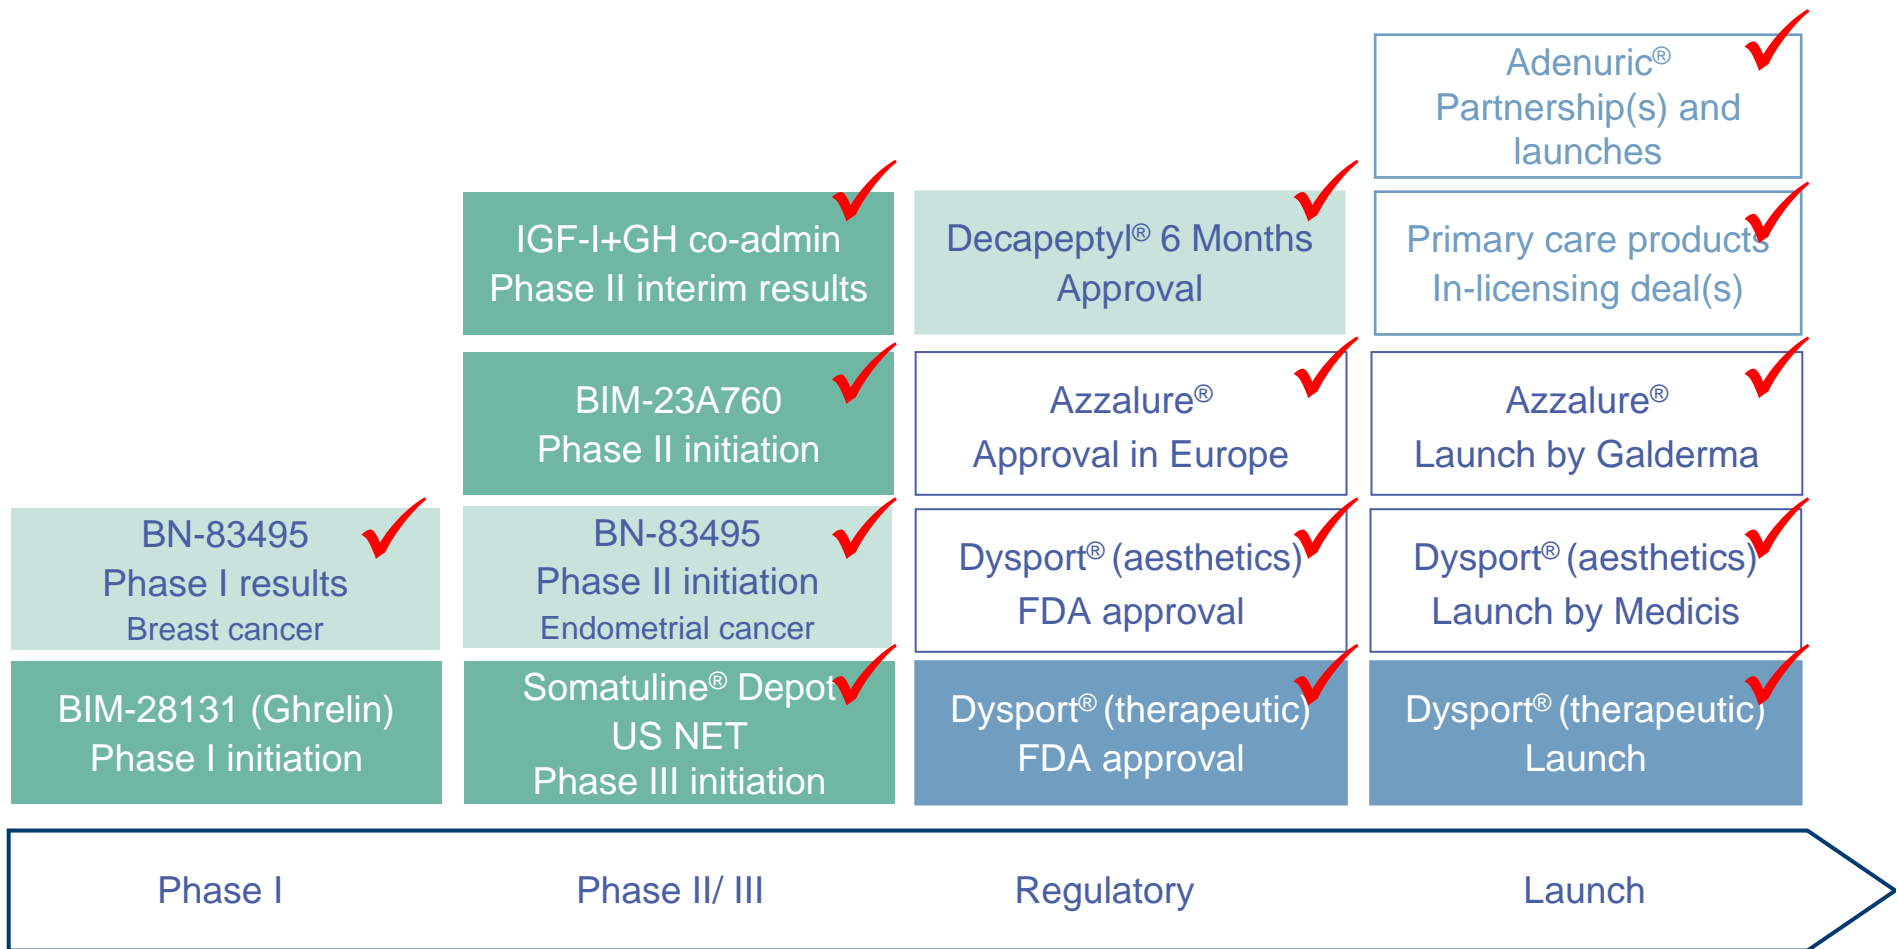 Adenuric®
Partnership(s) and
launches
IGF-I+GH co-admin
Phase II interim results
Decapeptyl® 6 Months
Approval
Primary care products
In-licensing deal(s)
BIM-23A760
Phase II initiation
Azzalure®
Approval in Europe
Azzalure®
Launch by Galderma
BN-83495
Phase I results
Breast cancer
BN-83495
Phase II initiation
Endometrial cancer
Dysport® (aesthetics)
FDA approval
Dysport® (aesthetics)
Launch by Medicis
BIM-28131 (Ghrelin)
Phase I initiation
Somatuline® Depot
US NET
Phase III initiation
Dysport® (therapeutic)
FDA approval
Dysport® (therapeutic)
Launch
Phase I
Phase II/ III
Regulatory
Launch